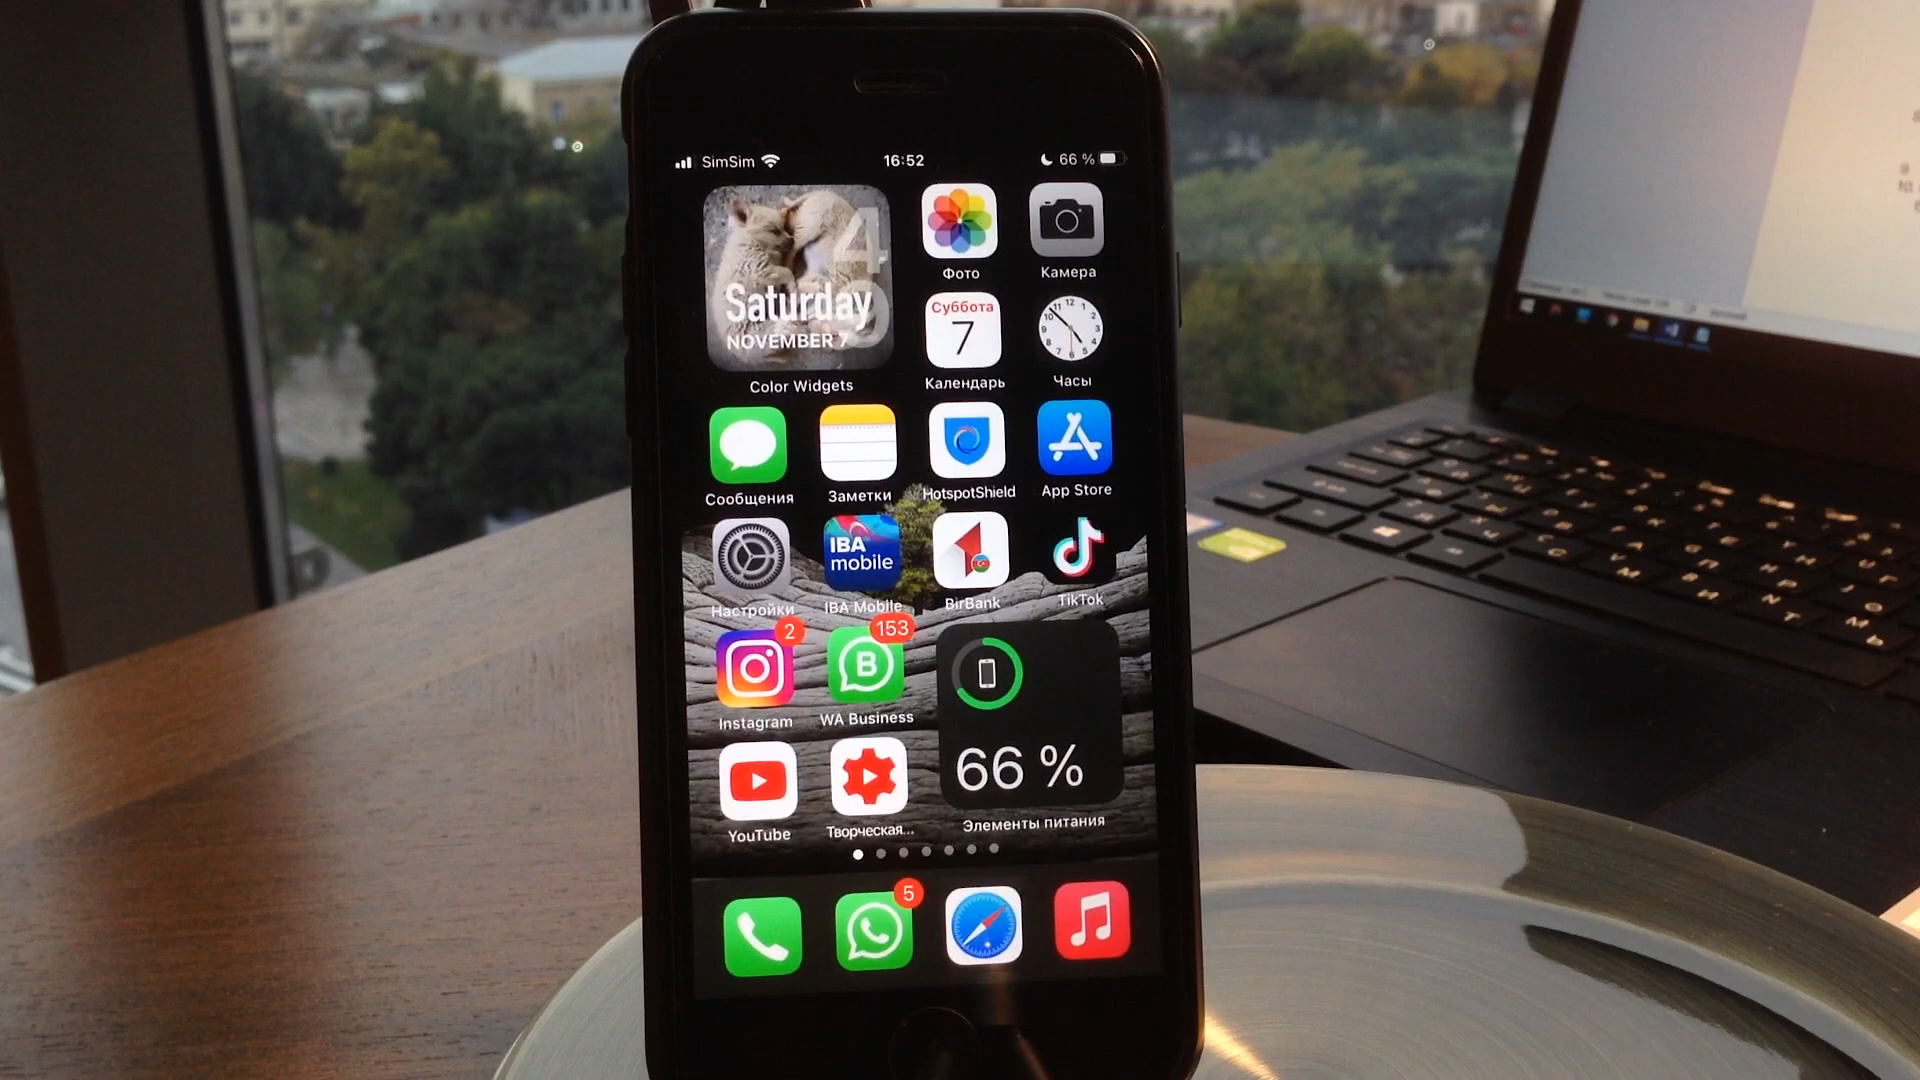 SimSim 16:52 66 %
49
Saturday
NOVEMBER 7
Color Widgets
Фото
Камера
Суббота
7
Календарь
Часы
Сообщения
Заметки
HotspotShield
App Store
IBA
mobile
Настройки
IBA Mobile
BirBank
TikTok
2
153
B
Instagram
WA Business
66 %
YouTube
Творческая...
Элементы питания
5